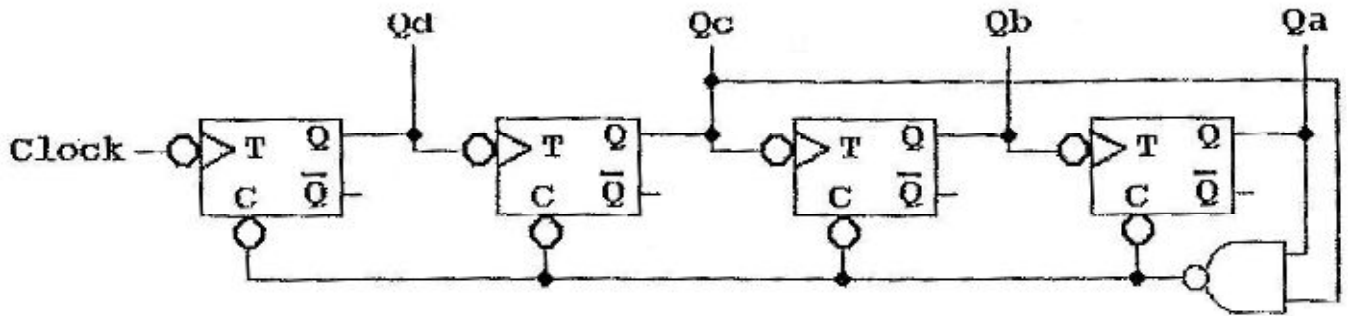 Qd Qc Qb Qa
Clock T Q T Q T Q T Q
C Q̅ C Q̅ C Q̅ C Q̅